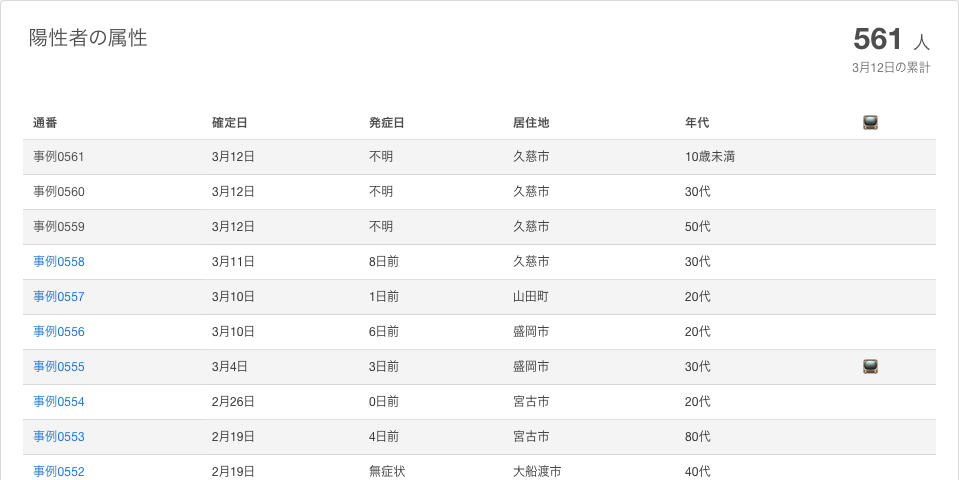 陽性者の属性
561 人
3月12日の累計
通番 確定日 発症日 居住地 年代
事例0561 3月12日 不明 久慈市 10歳未満
事例0560 3月12日 不明 久慈市 30代
事例0559 3月12日 不明 久慈市 50代
事例0558 3月11日 8日前 久慈市 30代
事例0557 3月10日 1日前 山田町 20代
事例0556 3月10日 6日前 盛岡市 20代
事例0555 3月4日 3日前 盛岡市 30代
事例0554 2月26日 0日前 宮古市 20代
事例0553 2月19日 4日前 宮古市 80代
事例0552 2月19日 無症状 大船渡市 40代